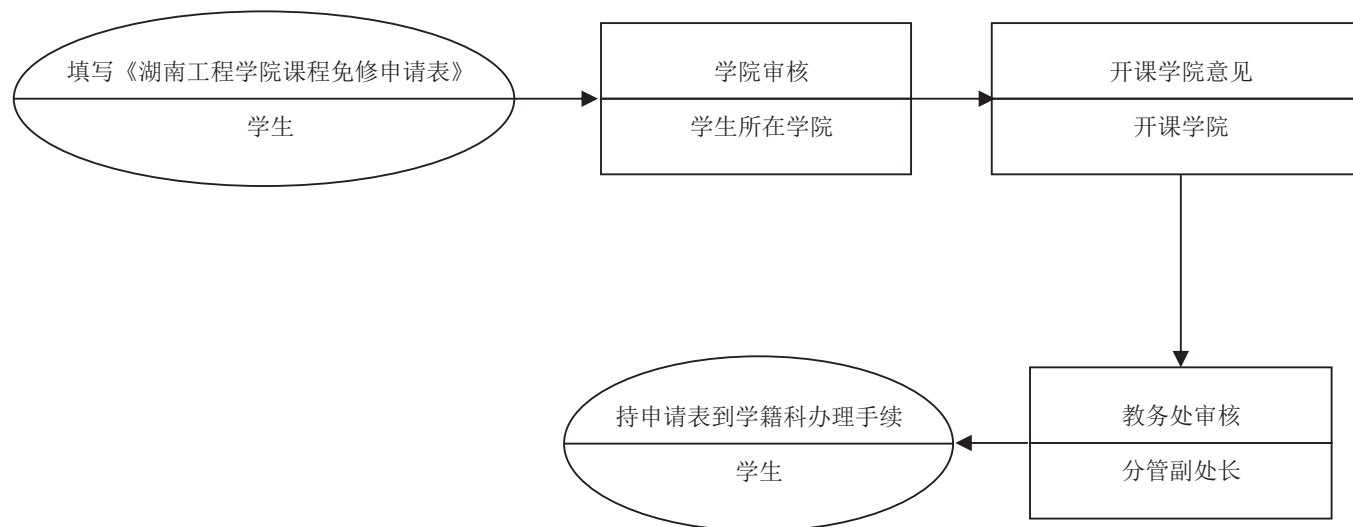 填写《湖南工程学院课程免修申请表》
学生
学院审核
学生所在学院
开课学院意见
开课学院
教务处审核
分管副处长
持申请表到学籍科办理手续
学生